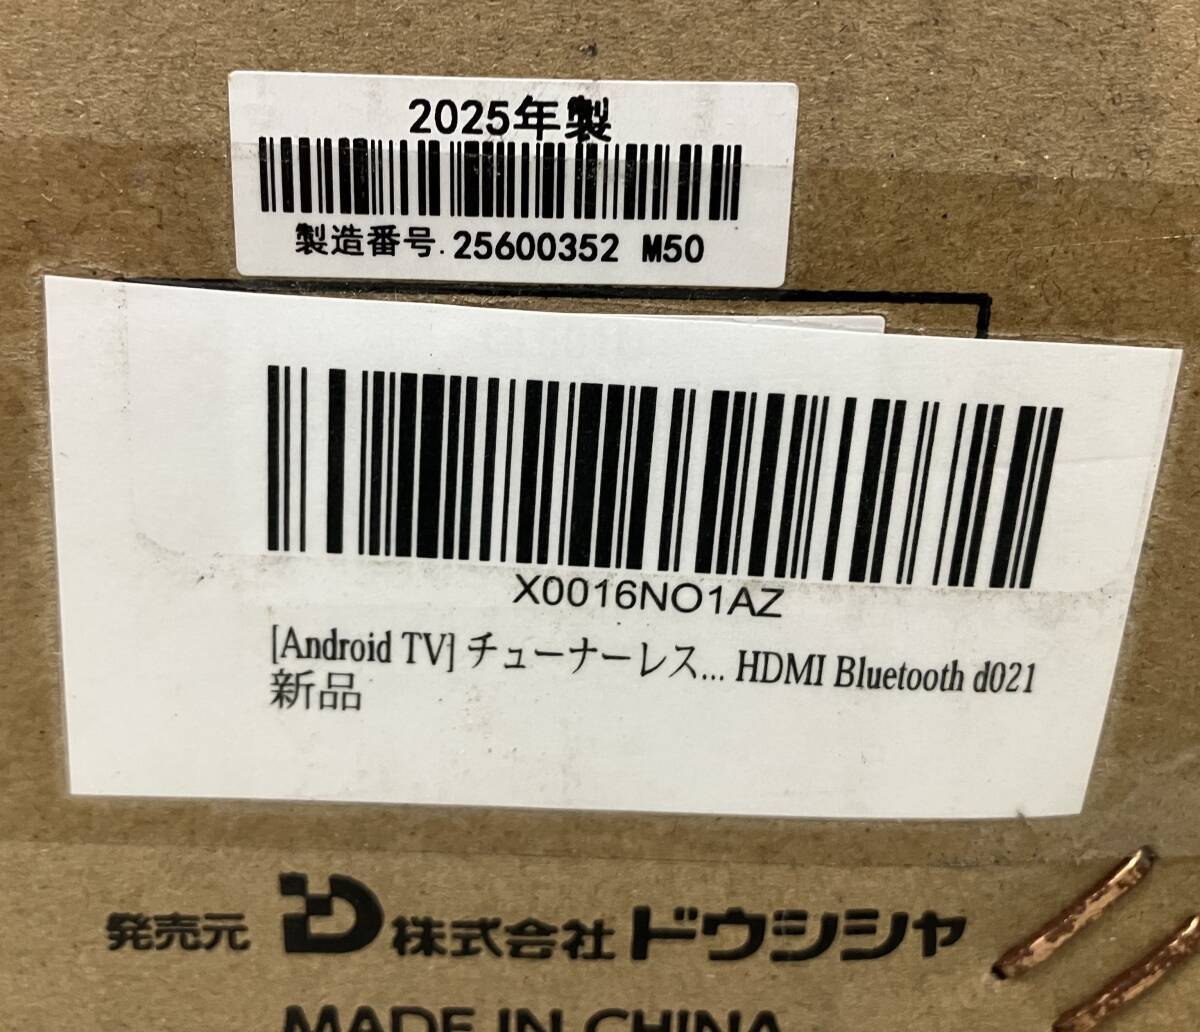 2025年製
製造番号.25600352 M50
X0016NO1AZ
[Android TV] チューナーレス... HDMI Bluetooth d021
新品
発売元 株式会社ドウシシャ
MADE IN CHINA